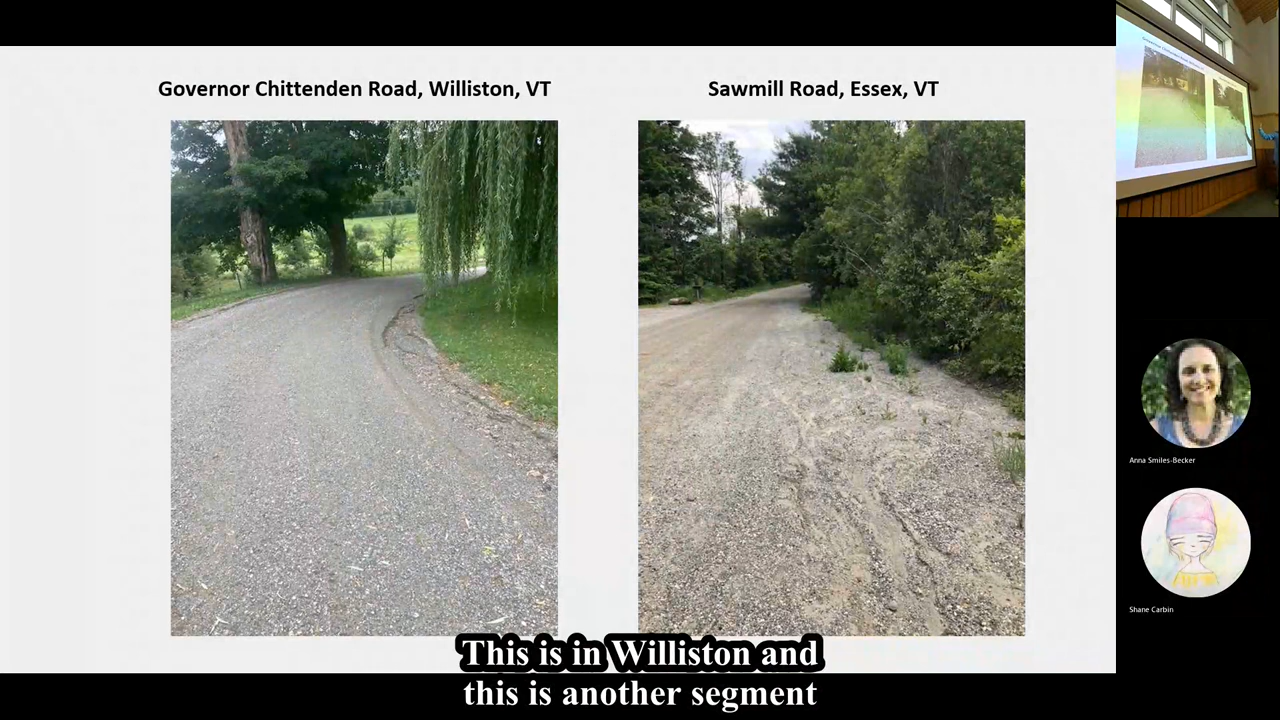 Governor Chittenden Road, Williston, VT
Sawmill Road, Essex, VT
Anna Smiles-Becker
Shane Carbin
This is in Williston and
this is another segment